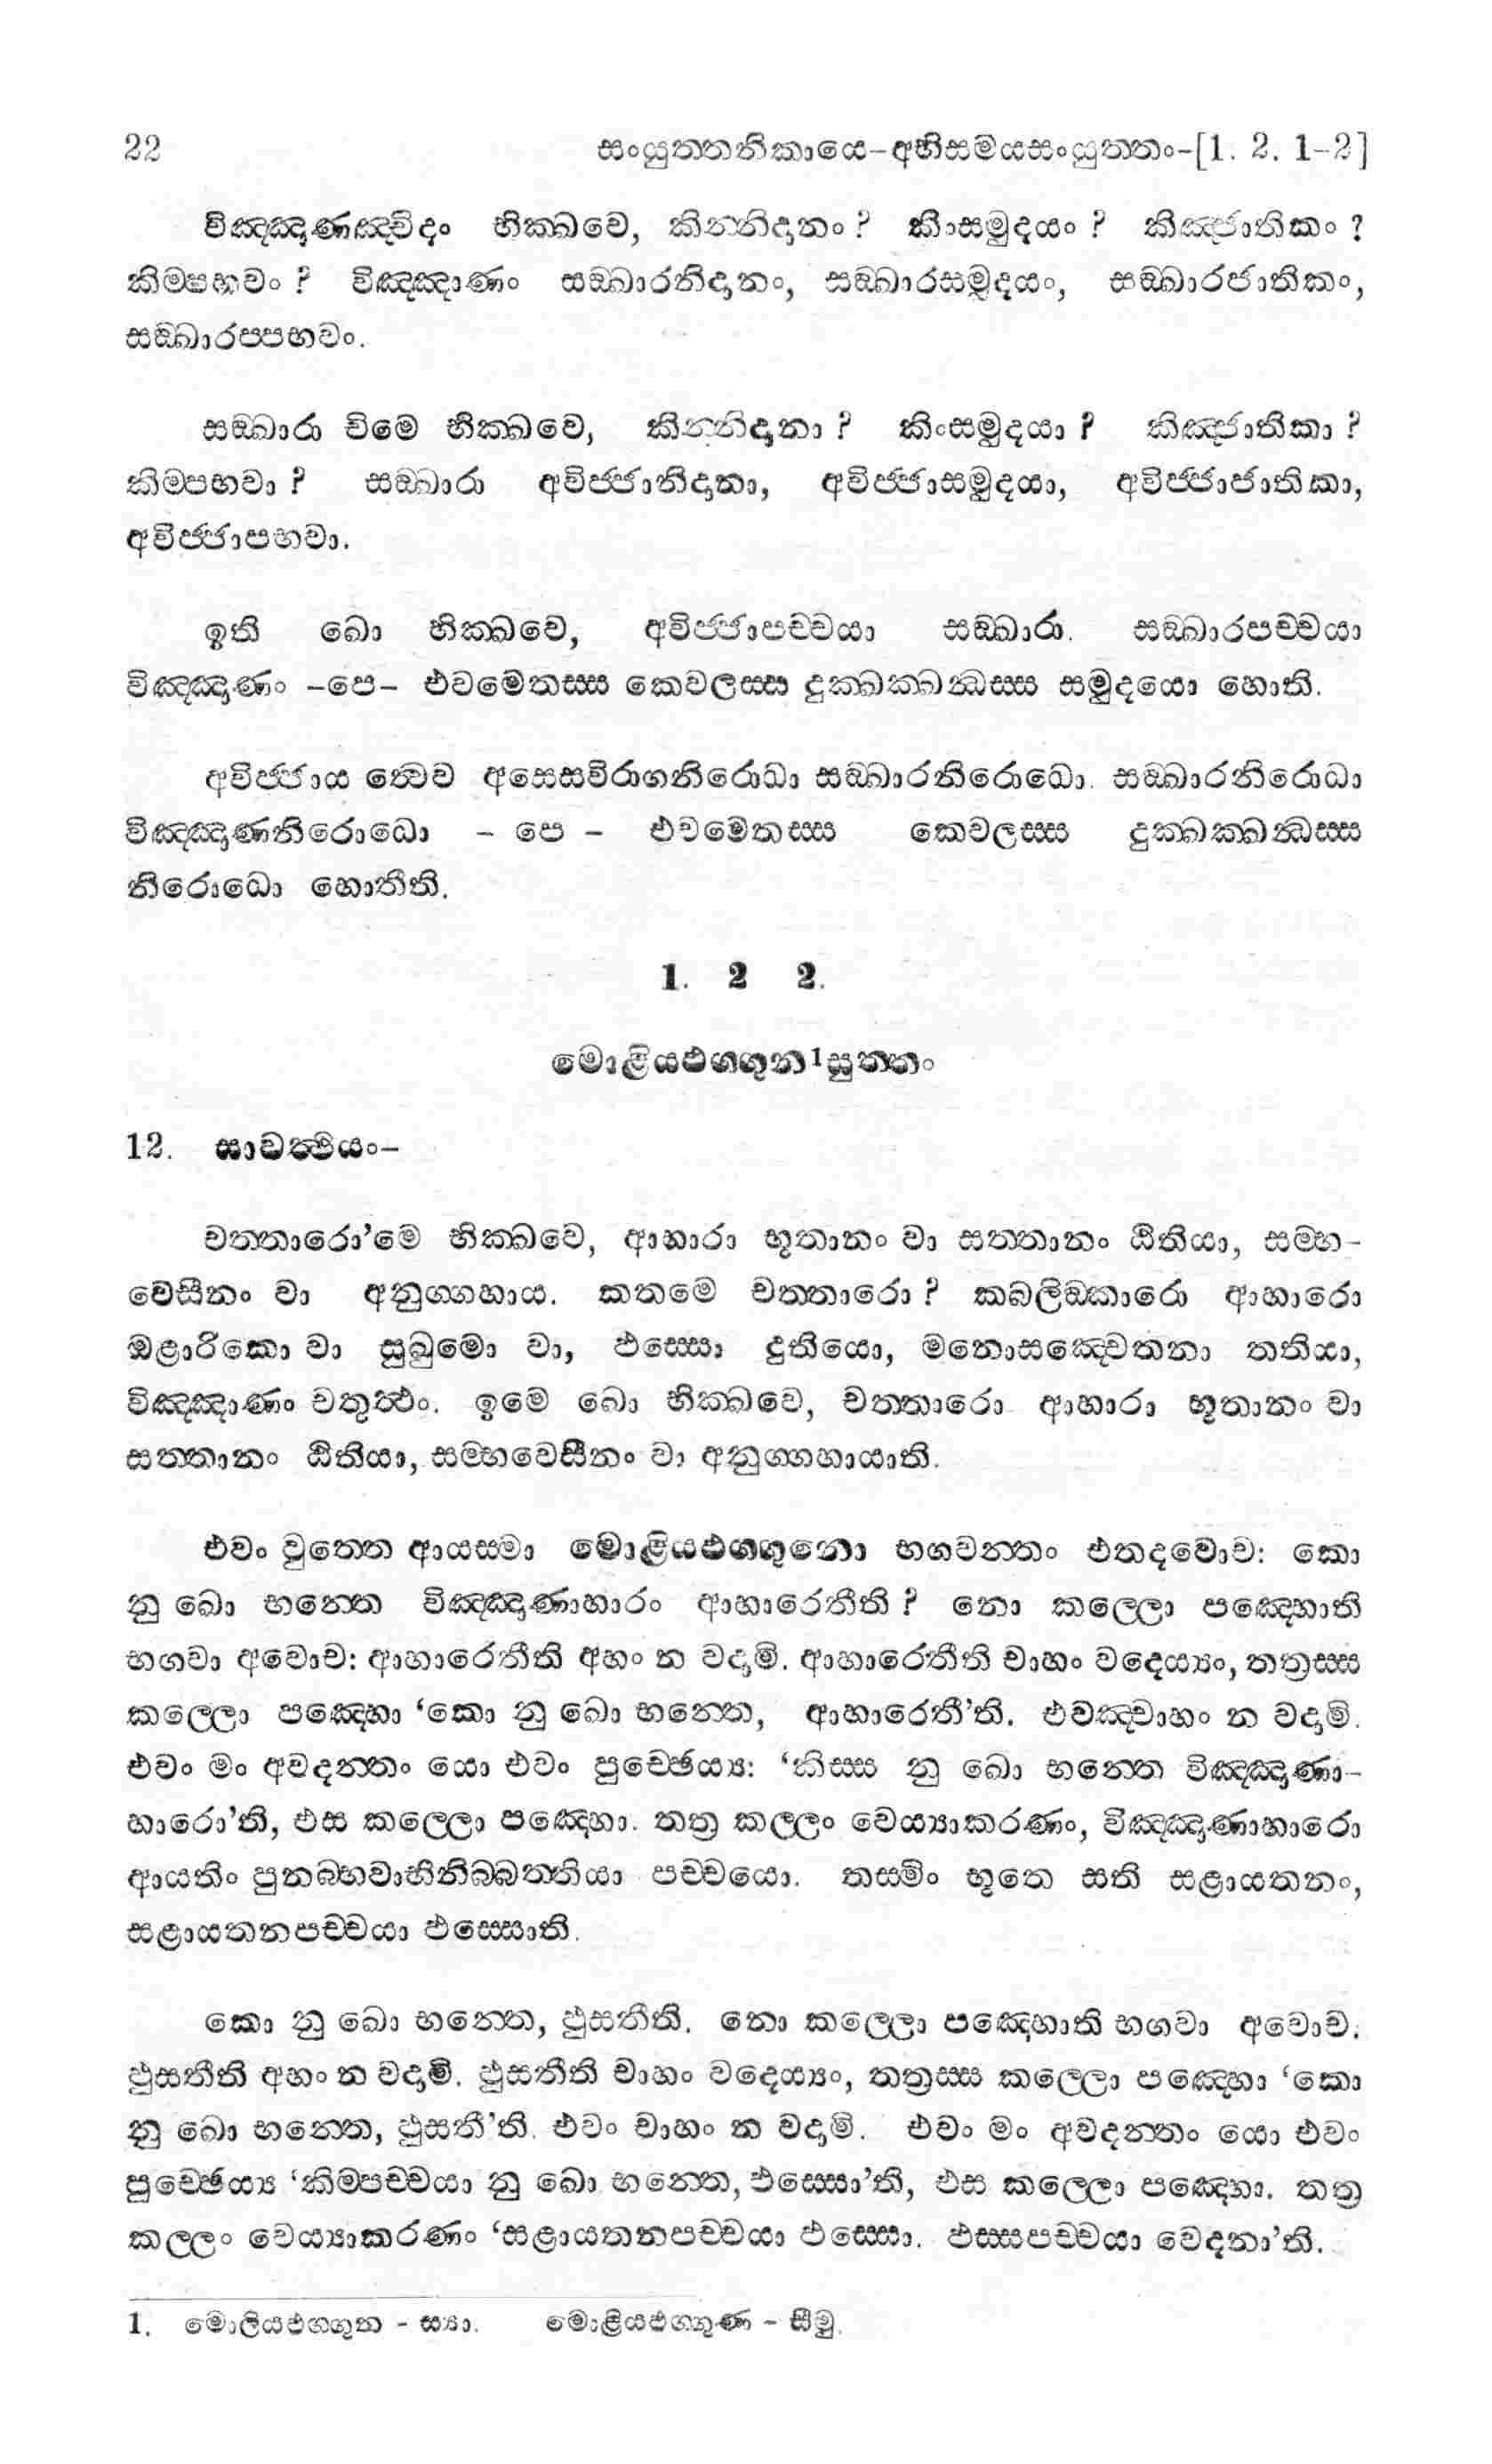 22 සංයුත්තනිකායෙ-අභිසමයසංයුත්තං-[1. 2. 1-2]
විඤ්ඤාණඤ්චිදං භික්ඛවෙ, කින්නිදානං? කිංසමුදයං? කිඤ්ජාතිකං?
කිම්පභවං? විඤ්ඤාණං සඞ්ඛාරනිදානං, සඞ්ඛාරසමුදයං, සඞ්ඛාරජාතිකං,
සඞ්ඛාරප්පභවං.
සඞ්ඛාරා චිමෙ භික්ඛවෙ, කින්නිදානා? කිංසමුදයා? කිඤ්ජාතිකා?
කිම්පභවා? සඞ්ඛාරා අවිජ්ජානිදානා, අවිජ්ජාසමුදයා, අවිජ්ජාජාතිකා,
අවිජ්ජාපභවා.
ඉති ඛො භික්ඛවෙ, අවිජ්ජාපච්චයා සඞ්ඛාරා. සඞ්ඛාරපච්චයා
විඤ්ඤාණං -පෙ- එවමෙතස්ස කෙවලස්ස දුක්ඛක්ඛන්ධස්ස සමුදයො හොති.
අවිජ්ජාය ත්වෙව අසෙසවිරාගනිරොධා සඞ්ඛාරනිරොධො. සඞ්ඛාරනිරොධා
විඤ්ඤාණනිරොධො - පෙ - එවමෙතස්ස කෙවලස්ස දුක්ඛක්ඛන්ධස්ස
නිරොධො හොතීති.
1. 2 2.
මොළියඵග්ගුන1සුත්තං
12. සාවත්ථියං-
චත්තාරො'මෙ භික්ඛවෙ, ආහාරා භූතානං වා සත්තානං ඨිතියා, සම්භ-
වෙසීනං වා අනුග්ගහාය. කතමෙ චත්තාරො? කබලිඞ්කාරො ආහාරො
ඔළාරිකො වා සුඛුමො වා, ඵස්සො දුතියො, මනොසඤ්චෙතනා තතියා,
විඤ්ඤාණං චතුත්ථං. ඉමෙ ඛො භික්ඛවෙ, චත්තාරො ආහාරා භූතානං වා
සත්තානං ඨිතියා, සම්භවෙසීනං වා අනුග්ගහායාති.
එවං වුත්තෙ ආයස්මා මොළියඵග්ගුනො භගවන්තං එතදවොච: කො
නු ඛො භන්තෙ විඤ්ඤාණාහාරං ආහාරෙතීති? නො කල්ලො පඤ්හොති
භගවා අවොච: ආහාරෙතීති අහං න වදාමි. ආහාරෙතීති චාහං වදෙය්‍යං, තත්‍රස්ස
කල්ලො පඤ්හො 'කො නු ඛො භන්තෙ, ආහාරෙතී'ති. එවඤ්චාහං න වදාමි.
එවං මං අවදන්තං යො එවං පුච්ඡෙය්‍ය: 'කිස්ස නු ඛො භන්තෙ විඤ්ඤාණා-
හාරො'ති, එස කල්ලො පඤ්හො. තත්‍ර කල්ලං වෙය්‍යාකරණං, විඤ්ඤාණාහාරො
ආයතිං පුනබ්භවාභිනිබ්බත්තියා පච්චයො. තස්මිං භූතෙ සති සළායතනං,
සළායතනපච්චයා ඵස්සොති.
කො නු ඛො භන්තෙ, ඵුසතීති. නො කල්ලො පඤ්හොති භගවා අවොච.
ඵුසතීති අහං න වදාමි. ඵුසතීති චාහං වදෙය්‍යං, තත්‍රස්ස කල්ලො පඤ්හො 'කො
නු ඛො භන්තෙ, ඵුසතී'ති. එවං චාහං න වදාමි. එවං මං අවදන්තං යො එවං
පුච්ඡෙය්‍ය 'කිම්පච්චයා නු ඛො භන්තෙ, ඵස්සො'ති, එස කල්ලො පඤ්හො. තත්‍ර
කල්ලං වෙය්‍යාකරණං 'සළායතනපච්චයා ඵස්සො. ඵස්සපච්චයා වෙදනා'ති.
1. මොලියඵග්ගුන - ස්‍යා. මොළියඵග්ගුණ - සීමු.